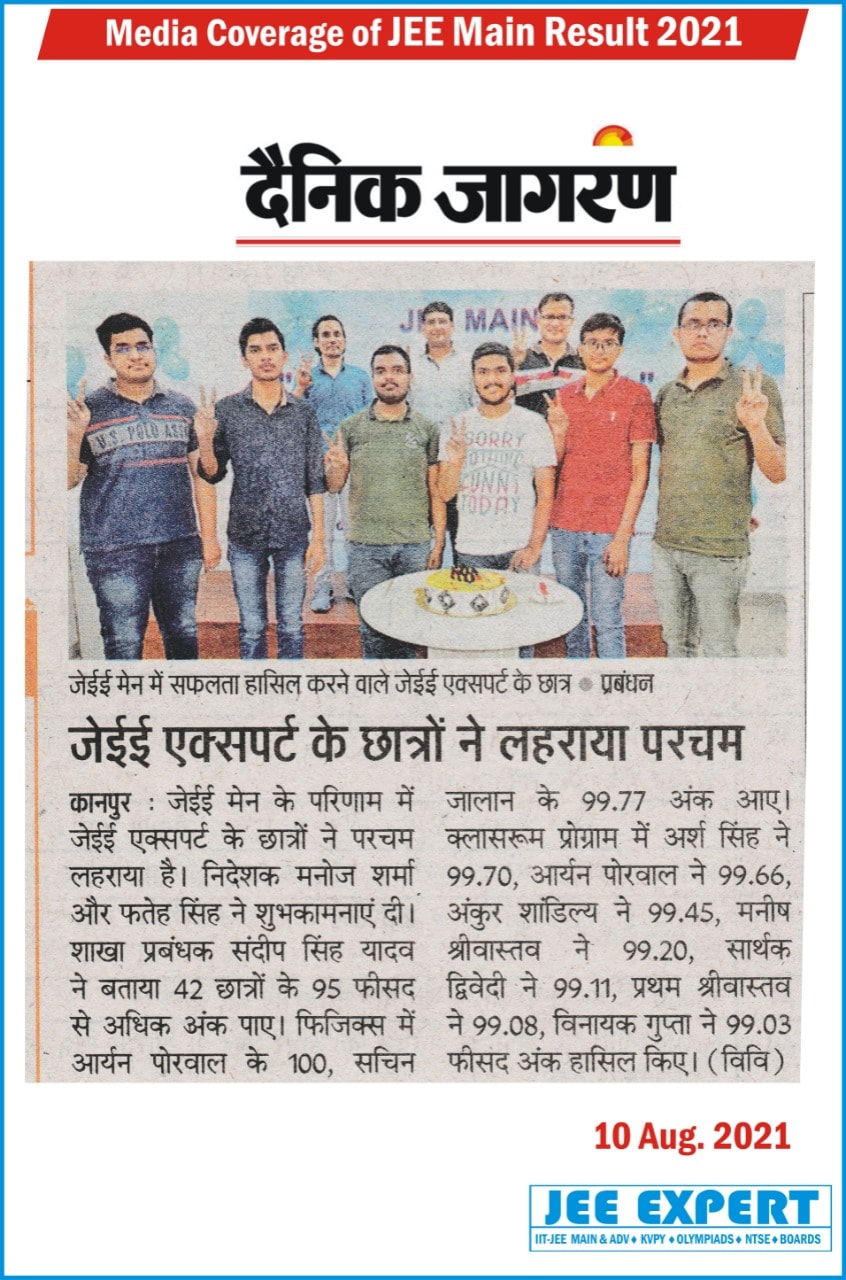 Media Coverage of JEE Main Result 2021
दैनिक जागरण
JEE MAIN
U.S. POLO ASSN
SORRY
NOTHING
FUNNY
TODAY
जेईई मेन में सफलता हासिल करने वाले जेईई एक्सपर्ट के छात्र ● प्रबंधन
जेईई एक्सपर्ट के छात्रों ने लहराया परचम
कानपुर : जेईई मेन के परिणाम में
जेईई एक्सपर्ट के छात्रों ने परचम
लहराया है। निदेशक मनोज शर्मा
और फतेह सिंह ने शुभकामनाएं दी।
शाखा प्रबंधक संदीप सिंह यादव
ने बताया 42 छात्रों के 95 फीसद
से अधिक अंक पाए। फिजिक्स में
आर्यन पोरवाल के 100, सचिन
जालान के 99.77 अंक आए।
क्लासरूम प्रोग्राम में अर्श सिंह ने
99.70, आर्यन पोरवाल ने 99.66,
अंकुर शांडिल्य ने 99.45, मनीष
श्रीवास्तव ने 99.20, सार्थक
द्विवेदी ने 99.11, प्रथम श्रीवास्तव
ने 99.08, विनायक गुप्ता ने 99.03
फीसद अंक हासिल किए। (विवि)
10 Aug. 2021
JEE EXPERT
IIT-JEE MAIN & ADV♦ KVPY ♦ OLYMPIADS♦ NTSE♦BOARDS